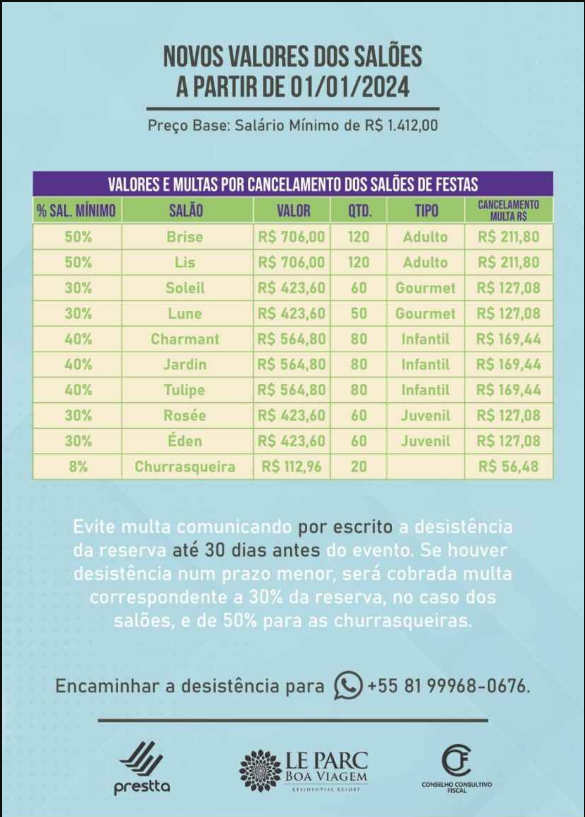 NOVOS VALORES DOS SALÕES
A PARTIR DE 01/01/2024
Preço Base: Salário Mínimo de R$ 1.412,00
VALORES E MULTAS POR CANCELAMENTO DOS SALÕES DE FESTAS
% SAL. MÍNIMO SALÃO VALOR QTD. TIPO CANCELAMENTO MULTA R$
50% Brise R$ 706,00 120 Adulto R$ 211,80
50% Lis R$ 706,00 120 Adulto R$ 211,80
30% Soleil R$ 423,60 60 Gourmet R$ 127,08
30% Lune R$ 423,60 50 Gourmet R$ 127,08
40% Charmant R$ 564,80 80 Infantil R$ 169,44
40% Jardin R$ 564,80 80 Infantil R$ 169,44
40% Tulipe R$ 564,80 80 Infantil R$ 169,44
30% Rosée R$ 423,60 60 Juvenil R$ 127,08
30% Éden R$ 423,60 60 Juvenil R$ 127,08
8% Churrasqueira R$ 112,96 20 R$ 56,48
Evite multa comunicando por escrito a desistência
da reserva até 30 dias antes do evento. Se houver
desistência num prazo menor, será cobrada multa
correspondente a 30% da reserva, no caso dos
salões, e de 50% para as churrasqueiras.
Encaminhar a desistência para +55 81 99968-0676.
prestta
LE PARC
BOA VIAGEM
RESIDENTIAL RESORT
CONSELHO CONSULTIVO
FISCAL